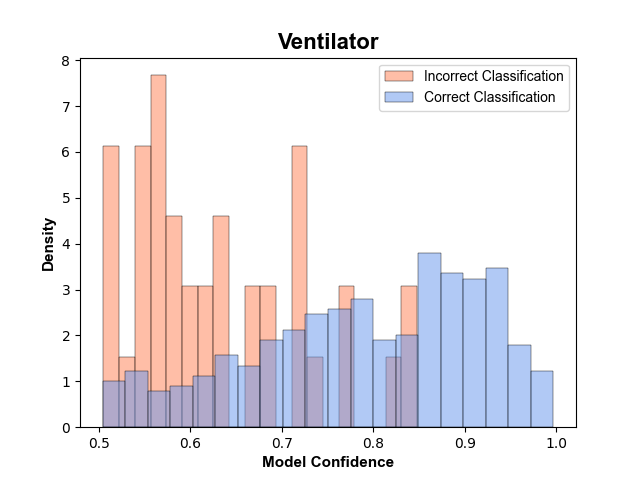 Ventilator
Incorrect Classification
Correct Classification
8
7
6
5
4
3
2
1
0
Density
0.5 0.6 0.7 0.8 0.9 1.0
Model Confidence